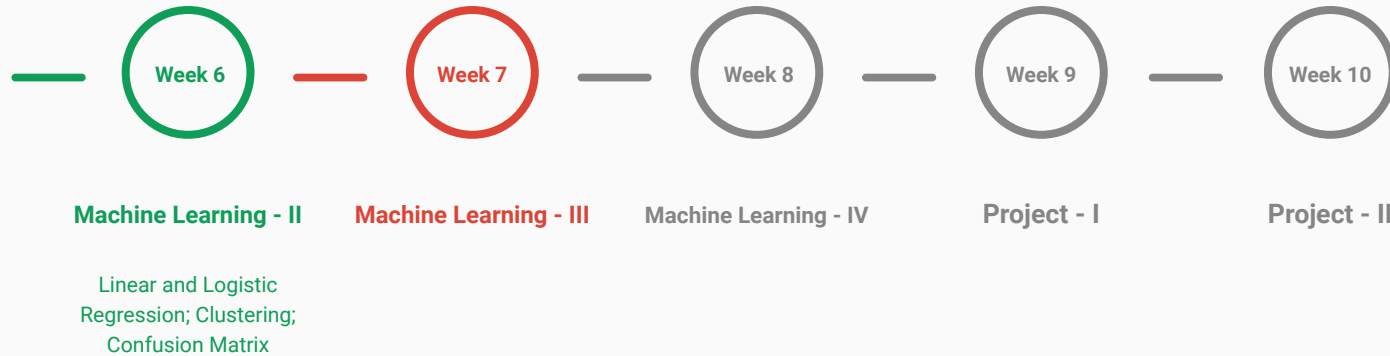 Week 6
Week 7
Week 8
Week 9
Week 10
Machine Learning - II
Machine Learning - III
Machine Learning - IV
Project - I
Project - II
Linear and Logistic
Regression; Clustering;
Confusion Matrix